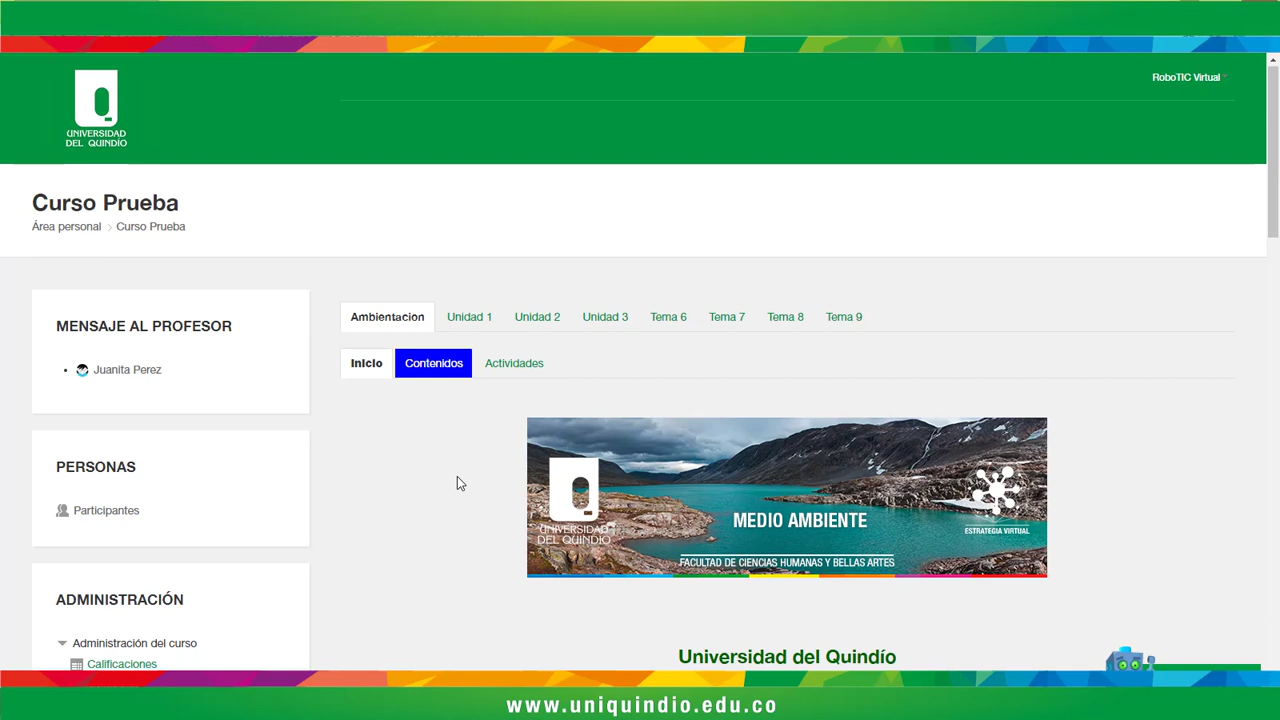 RoboTIC Virtual
UNIVERSIDAD
DEL QUINDÍO
Curso Prueba
Área personal > Curso Prueba
MENSAJE AL PROFESOR
Juanita Perez
PERSONAS
Participantes
ADMINISTRACIÓN
Administración del curso
Calificaciones
Ambientacion Unidad 1 Unidad 2 Unidad 3 Tema 6 Tema 7 Tema 8 Tema 9
Inicio Contenidos Actividades
UNIVERSIDAD
DEL QUINDÍO
MEDIO AMBIENTE
FACULTAD DE CIENCIAS HUMANAS Y BELLAS ARTES
ESTRATEGIA VIRTUAL
Universidad del Quindío
www.uniquindio.edu.co